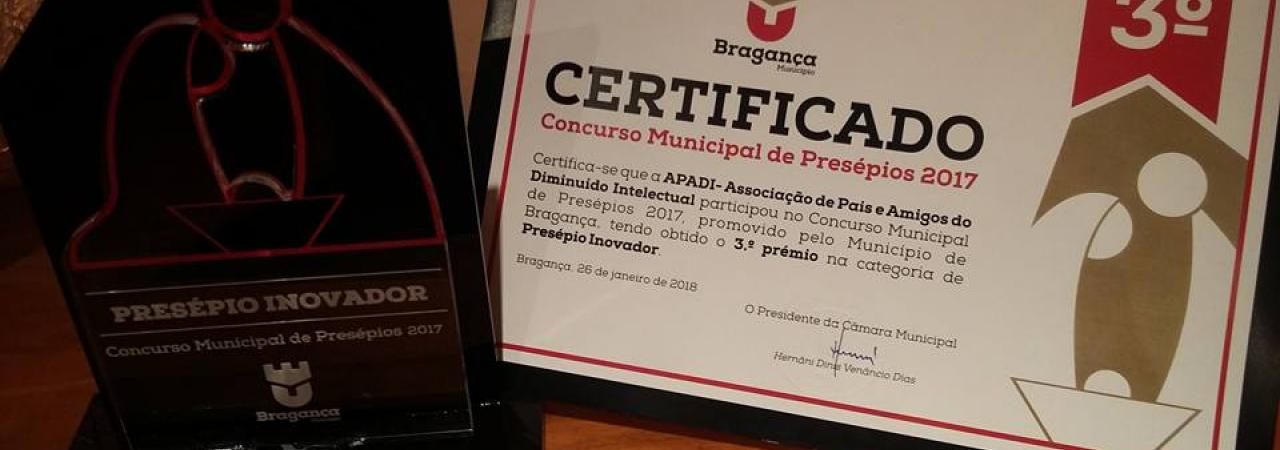 PRESÉPIO INOVADOR
Concurso Municipal de Presépios 2017
Bragança
Bragança
Município
CERTIFICADO
Concurso Municipal de Presépios 2017
Certifica-se que a APADI- Associação de Pais e Amigos do
Diminuído Intelectual participou no Concurso Municipal
de Presépios 2017, promovido pelo Município de
Bragança, tendo obtido o 3.º prémio na categoria de
Presépio Inovador.
Bragança, 26 de janeiro de 2018
O Presidente da Câmara Municipal
Hernâni Dinis Venâncio Dias
3º